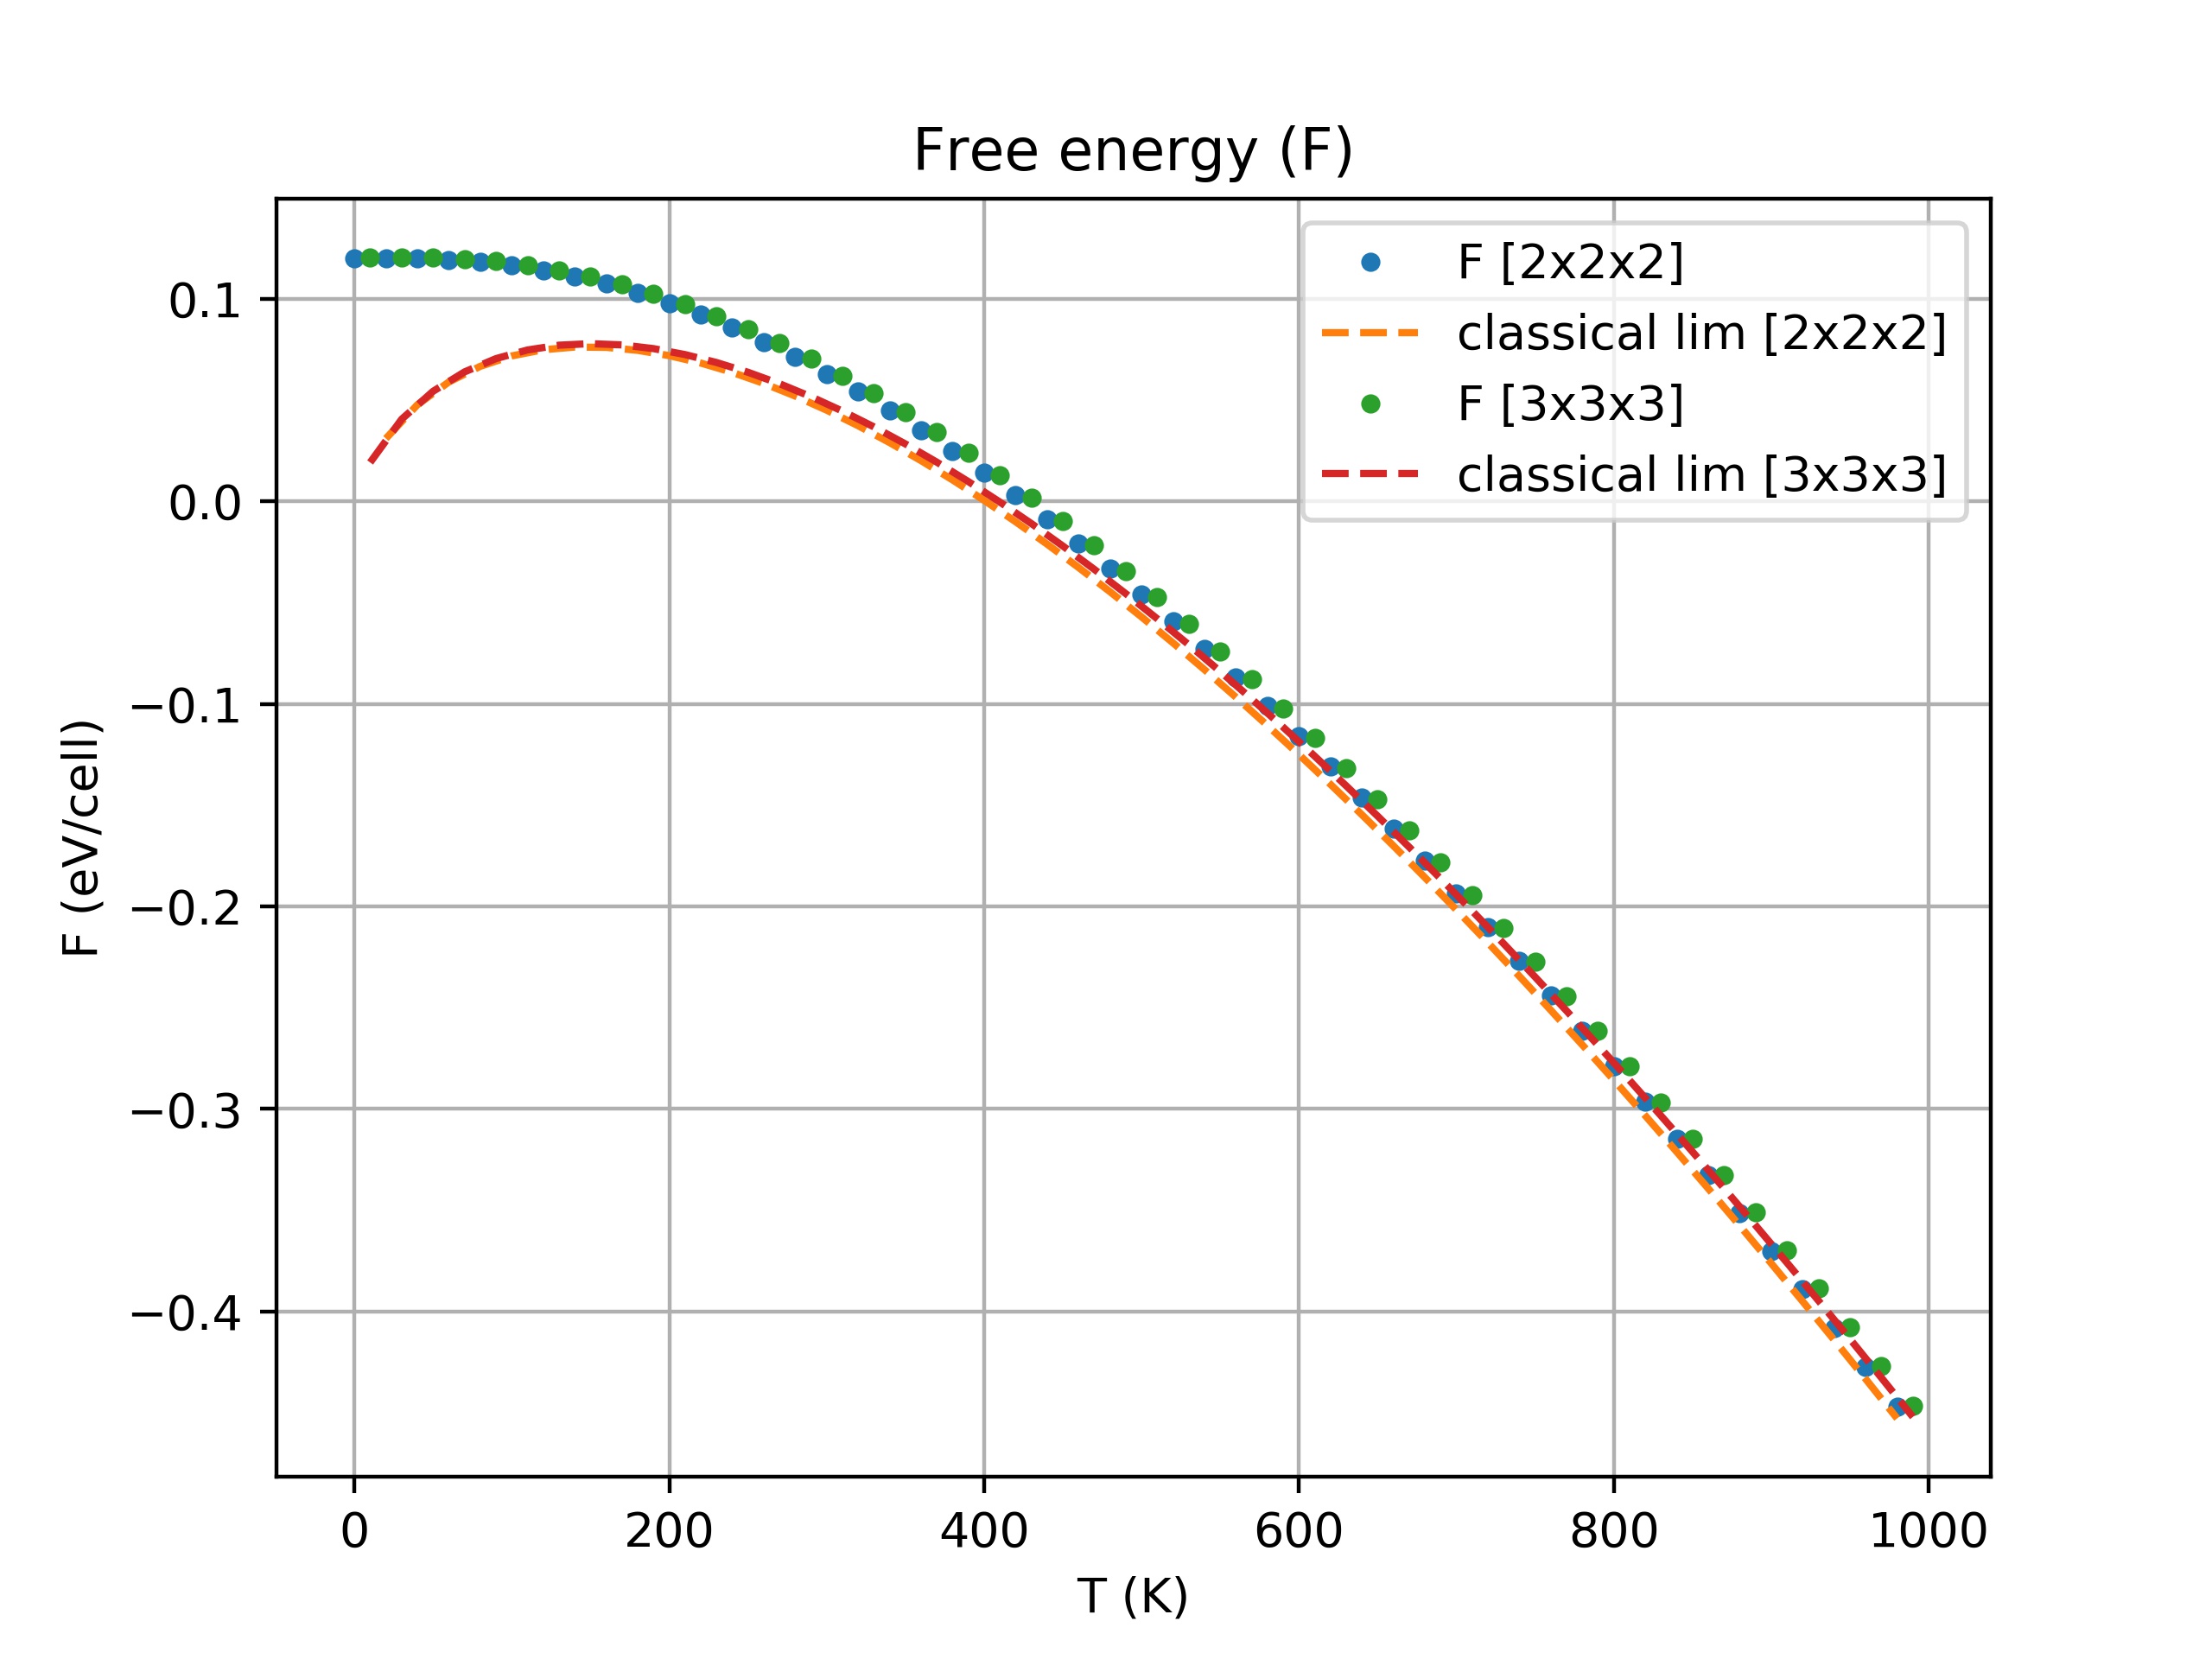 Free energy (F)
F [2x2x2]
classical lim [2x2x2]
F [3x3x3]
classical lim [3x3x3]
0.1
0.0
−0.1
−0.2
−0.3
−0.4
F (eV/cell)
0 200 400 600 800 1000
T (K)